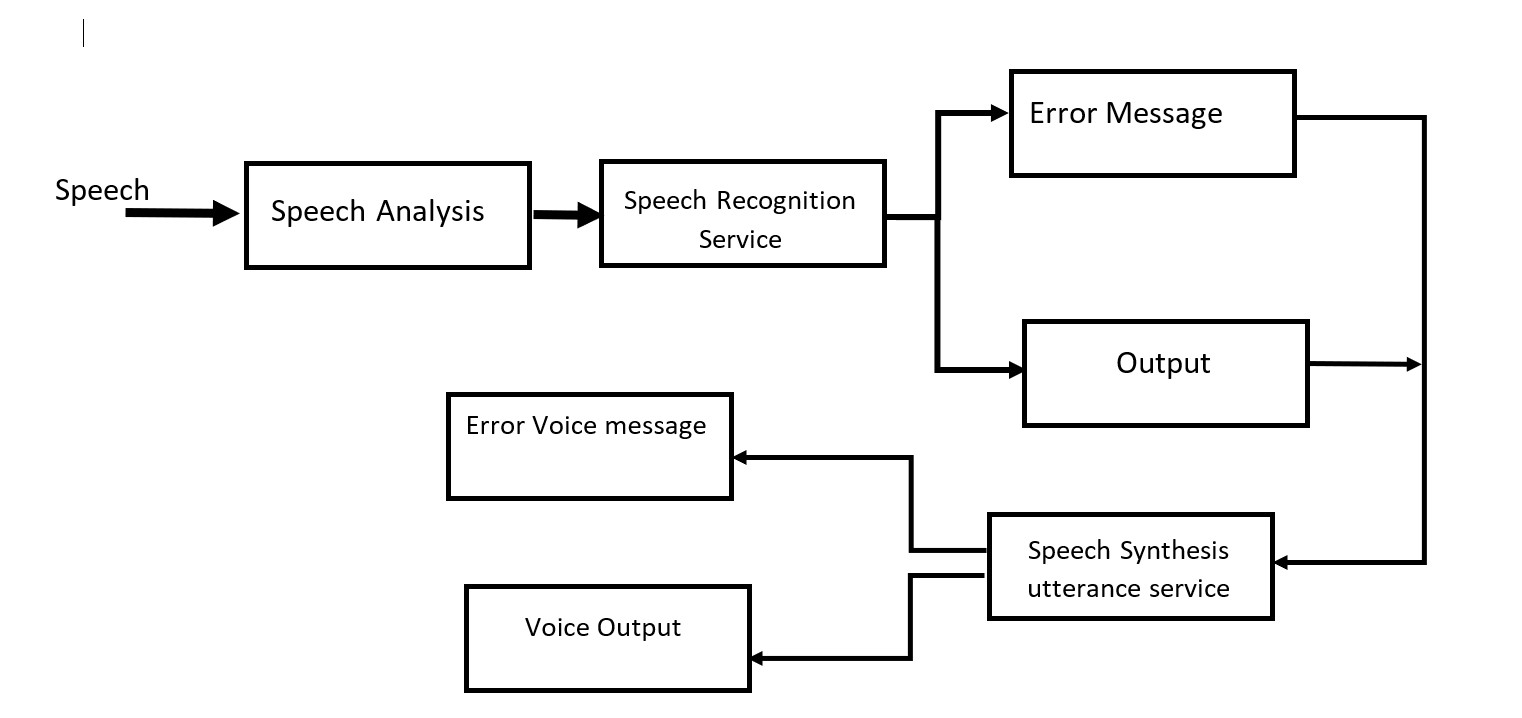 Speech
Speech Analysis
Speech Recognition
Service
Error Message
Output
Error Voice message
Speech Synthesis
utterance service
Voice Output